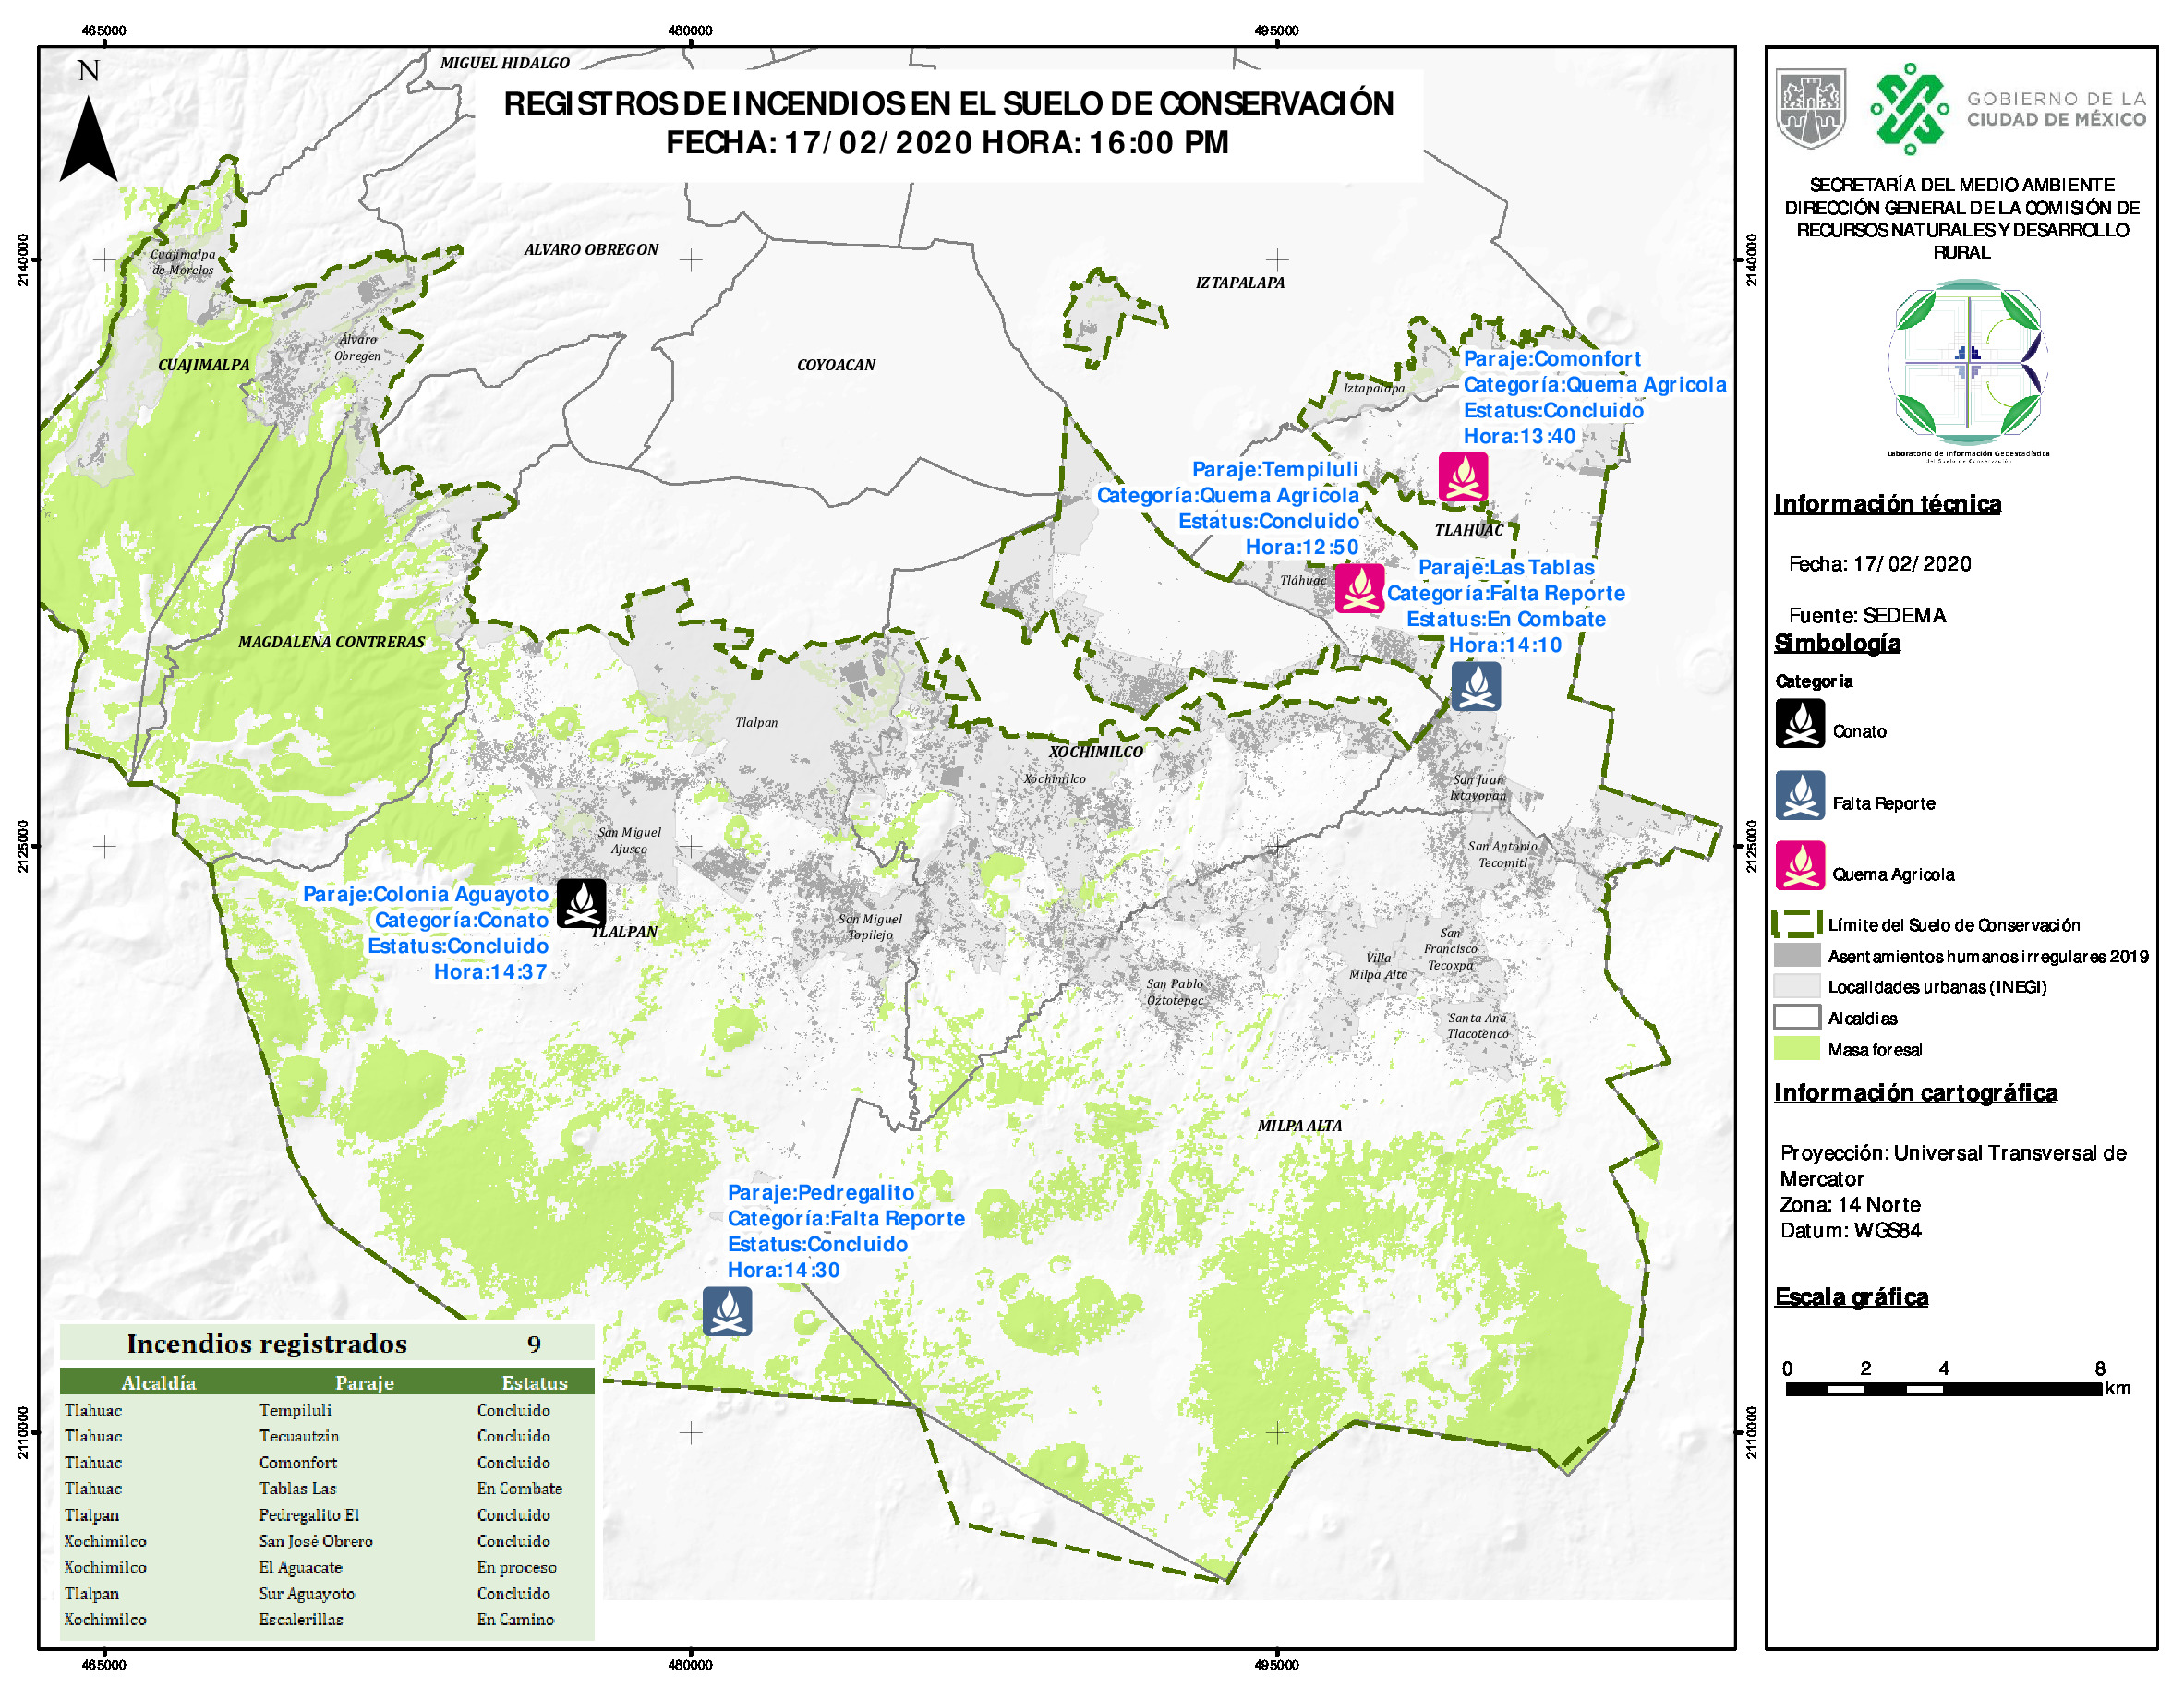 465000
480000
495000
N
MIGUEL HIDALGO
REGISTROS DE INCENDIOS EN EL SUELO DE CONSERVACIÓN
FECHA: 17/ 02/ 2020 HORA: 16:00 PM
2140000
2125000
2110000
Cuajimalpa
de Morelos
ALVARO OBREGON
IZTAPALAPA
Álvaro
Obregen
CUAJIMALPA
COYOACAN
Iztapalapa
Paraje:Comonfort
Categoría:Quema Agricola
Estatus:Concluido
Hora:13:40
Paraje:Tempiluli
Categoría:Quema Agricola
Estatus:Concluido
Hora:12:50
TLAHUAC
Tláhuac
Paraje:Las Tablas
Categoría:Falta Reporte
Estatus:En Combate
Hora:14:10
MAGDALENA CONTRERAS
Tlalpan
XOCHIMILCO
Xochimilco
San Juan
Ixtayopan
San Miguel
Ajusco
San Antonio
Tecomitl
Paraje:Colonia Aguayoto
Categoría:Conato
Estatus:Concluido
Hora:14:37
TLALPAN
San Miguel
Topilejo
San
Francisco
Tecoxpa
Villa
Milpa Alta
San Pablo
Oztotepec
Santa Ana
Tlacotenco
MILPA ALTA
Paraje:Pedregalito
Categoría:Falta Reporte
Estatus:Concluido
Hora:14:30
Incendios registrados 9
Alcaldía Paraje Estatus
Tlahuac Tempiluli Concluido
Tlahuac Tecuautzin Concluido
Tlahuac Comonfort Concluido
Tlahuac Tablas Las En Combate
Tlalpan Pedregalito El Concluido
Xochimilco San José Obrero Concluido
Xochimilco El Aguacate En proceso
Tlalpan Sur Aguayoto Concluido
Xochimilco Escalerillas En Camino
2140000
2125000
2110000
465000
480000
495000
GOBIERNO DE LA
CIUDAD DE MÉXICO
SECRETARÍA DEL MEDIO AMBIENTE
DIRECCIÓN GENERAL DE LA COMISIÓN DE
RECURSOS NATURALES Y DESARROLLO
RURAL
Laboratorio de Información Geoestadística
Información técnica
Fecha: 17/ 02/ 2020
Fuente: SEDEMA
Simbología
Categoria
Conato
Falta Reporte
Quema Agricola
Límite del Suelo de Conservación
Asentamientos humanos irregulares 2019
Localidades urbanas (INEGI)
Alcaldias
Masa foresal
Información cartográfica
Proyección: Universal Transversal de
Mercator
Zona: 14 Norte
Datum: WGS84
Escala gráfica
0 2 4 8
km